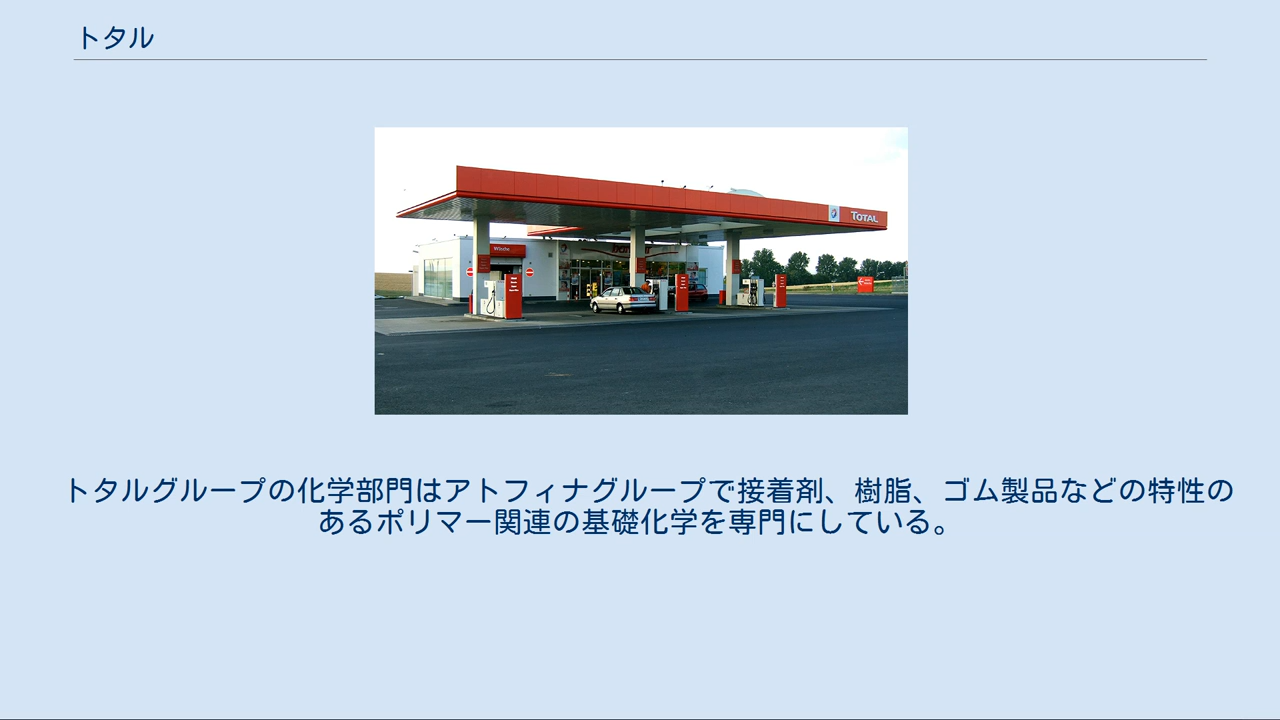 トタル
TOTAL
Wincito
トタルグループの化学部門はアトフィナグループで接着剤、樹脂、ゴム製品などの特性の
あるポリマー関連の基礎化学を専門にしている。